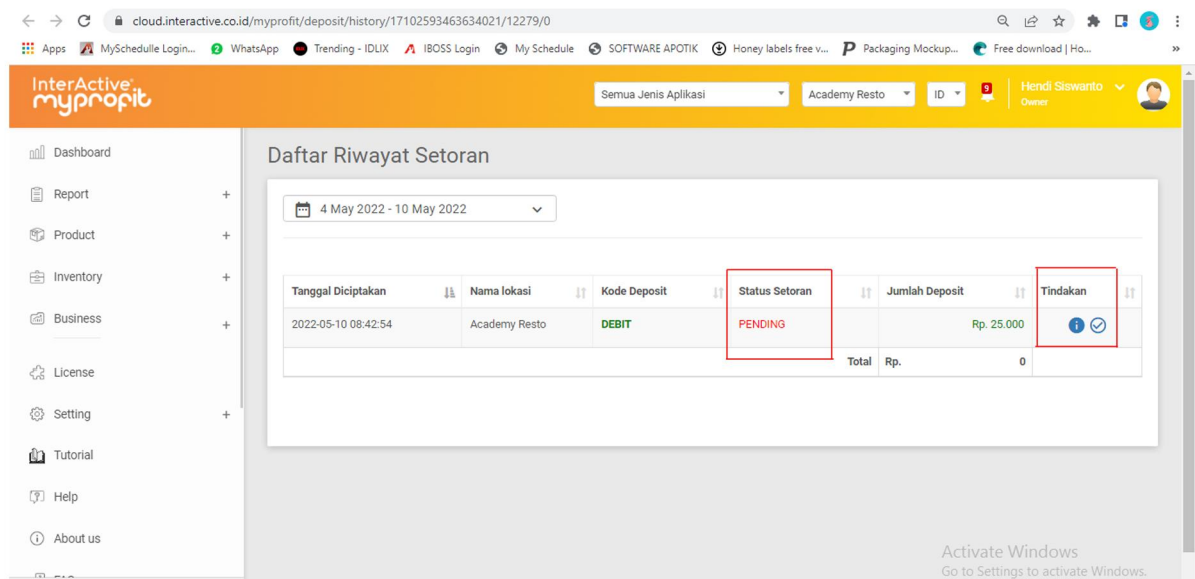 cloud.interactive.co.id/myprofit/deposit/history/17102593463634021/12279/0
Apps MySchedulle Login... WhatsApp Trending - IDLIX IBOSS Login My Schedule SOFTWARE APOTIK Honey labels free v... Packaging Mockup... Free download | Ho... »
InterActive
myprofit
Semua Jenis Aplikasi Academy Resto ID 9 Hendi Siswanto
Owner
Dashboard
Report +
Product +
Inventory +
Business +
License
Setting +
Tutorial
Help
About us
Daftar Riwayat Setoran
4 May 2022 - 10 May 2022
Tanggal Diciptakan Nama lokasi Kode Deposit Status Setoran Jumlah Deposit Tindakan
2022-05-10 08:42:54 Academy Resto DEBIT PENDING Rp. 25.000
Total Rp. 0
Activate Windows
Go to Settings to activate Windows.